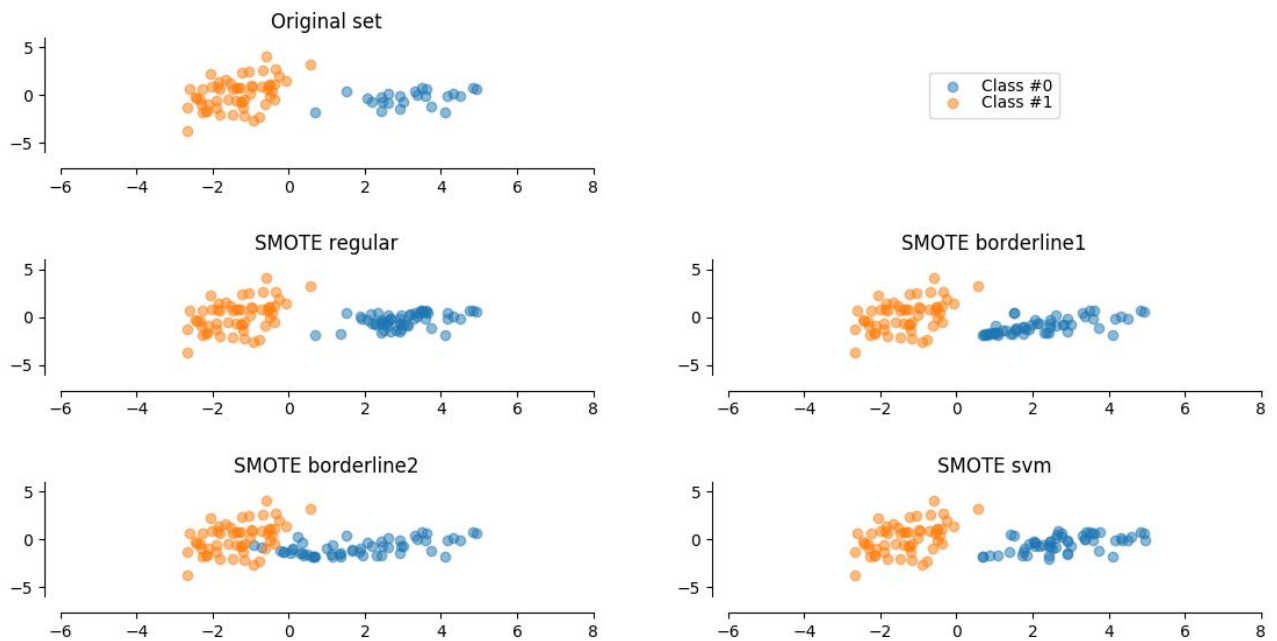 Original set
5
0
−5
−6 −4 −2 0 2 4 6 8
Class #0
Class #1
SMOTE regular
5
0
−5
−6 −4 −2 0 2 4 6 8
SMOTE borderline1
5
0
−5
−6 −4 −2 0 2 4 6 8
SMOTE borderline2
5
0
−5
−6 −4 −2 0 2 4 6 8
SMOTE svm
5
0
−5
−6 −4 −2 0 2 4 6 8